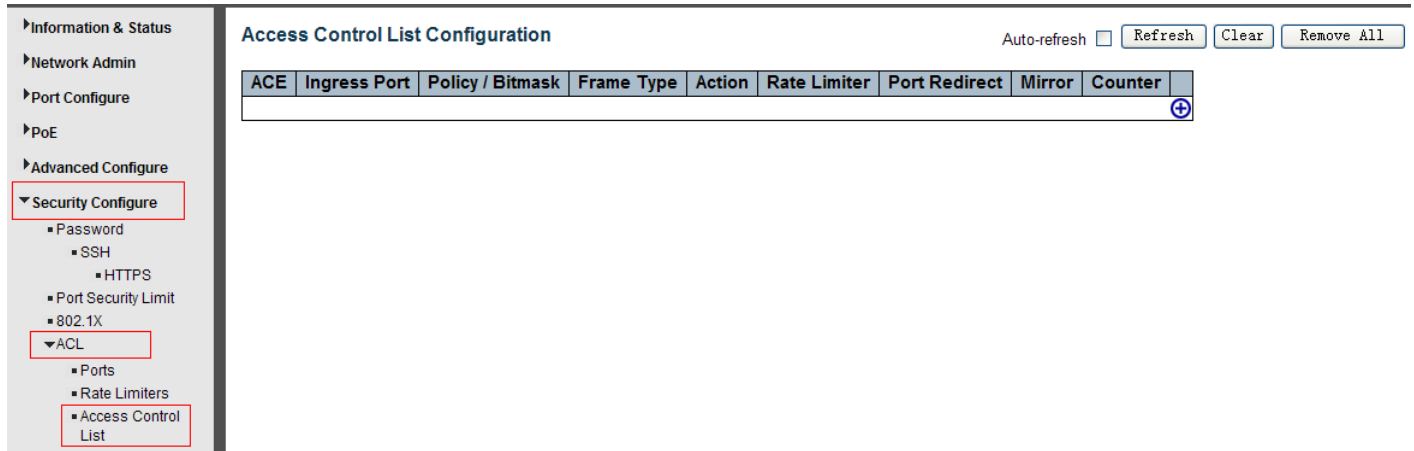 Information & Status
Network Admin
Port Configure
PoE
Advanced Configure
Security Configure
Password
SSH
HTTPS
Port Security Limit
802.1X
ACL
Ports
Rate Limiters
Access Control
List
Access Control List Configuration
Auto-refresh Refresh Clear Remove All
ACE Ingress Port Policy / Bitmask Frame Type Action Rate Limiter Port Redirect Mirror Counter